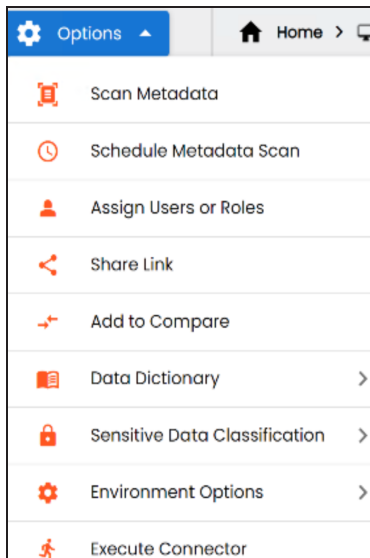 Options
Home >
Scan Metadata
Schedule Metadata Scan
Assign Users or Roles
Share Link
Add to Compare
Data Dictionary
Sensitive Data Classification
Environment Options
Execute Connector